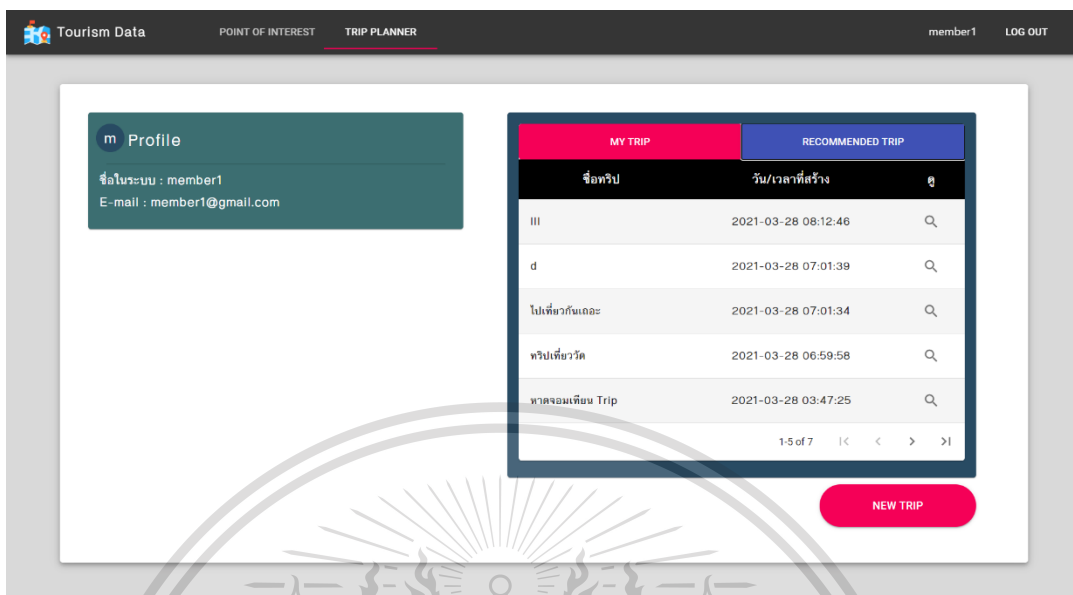 Tourism Data POINT OF INTEREST TRIP PLANNER member1 LOG OUT
m Profile
ชื่อในระบบ : member1
E-mail : member1@gmail.com
MY TRIP RECOMMENDED TRIP
ชื่อทริป วัน/เวลาที่สร้าง ดู
lll 2021-03-28 08:12:46
d 2021-03-28 07:01:39
ไปเที่ยวกันเถอะ 2021-03-28 07:01:34
ทริปเที่ยววัด 2021-03-28 06:59:58
หาดจอมเทียน Trip 2021-03-28 03:47:25
1-5 of 7
NEW TRIP